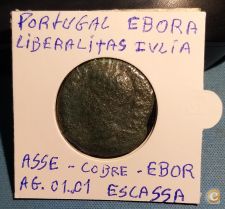 PORTUGAL EBORA
LIBERALITAS IVLIA
ASSE - COBRE - EBOR
AG. 01..01 ESCASSA